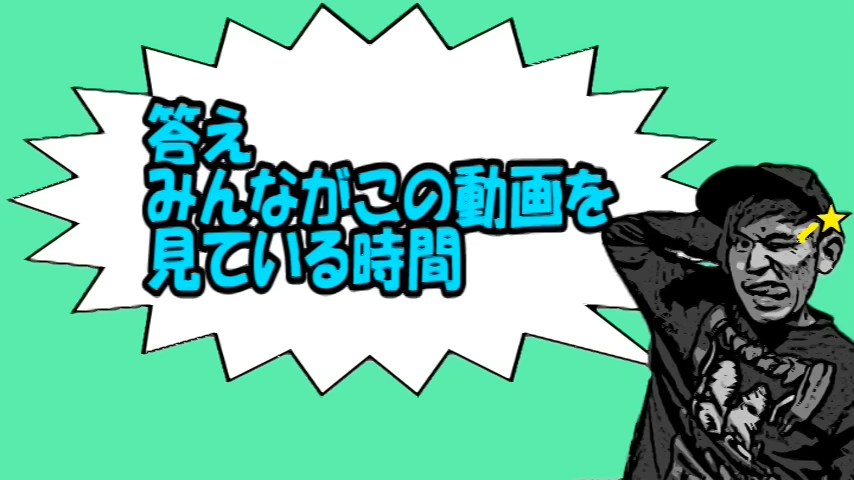 答え
みんながこの動画を
見ている時間